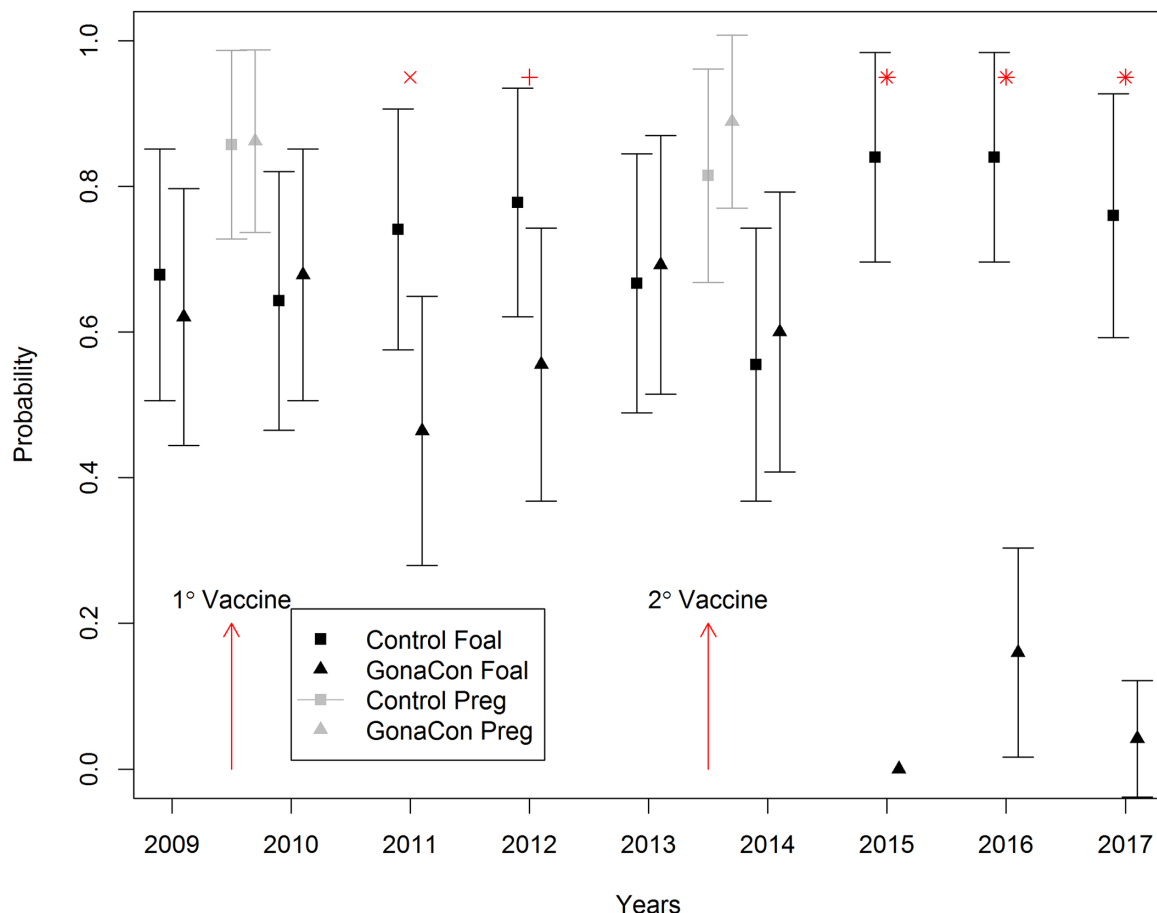 1.0
0.8
0.6
0.4
0.2
0.0
Probability
1° Vaccine
2° Vaccine
Control Foal
GonaCon Foal
Control Preg
GonaCon Preg
2009 2010 2011 2012 2013 2014 2015 2016 2017
Years